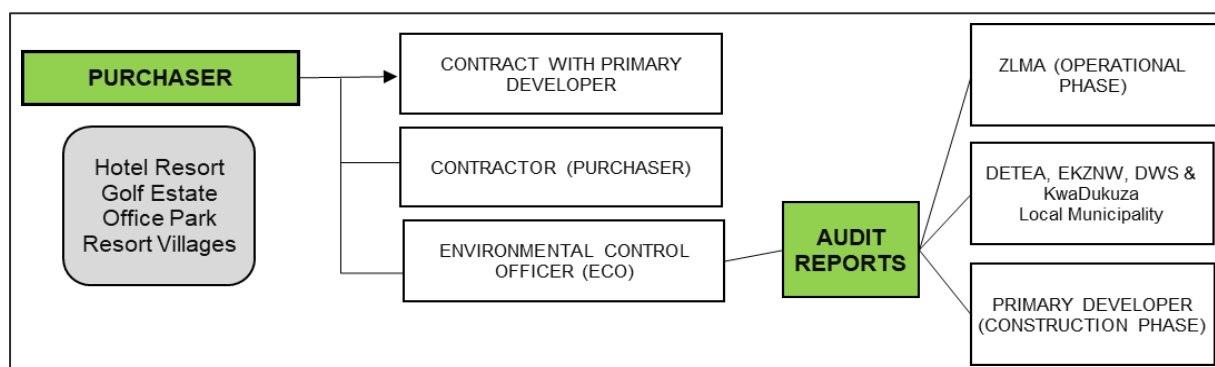 PURCHASER
Hotel Resort
Golf Estate
Office Park
Resort Villages
CONTRACT WITH PRIMARY
DEVELOPER
CONTRACTOR (PURCHASER)
ENVIRONMENTAL CONTROL
OFFICER (ECO)
AUDIT
REPORTS
ZLMA (OPERATIONAL
PHASE)
DETEA, EKZNW, DWS &
KwaDukuza
Local Municipality
PRIMARY DEVELOPER
(CONSTRUCTION PHASE)